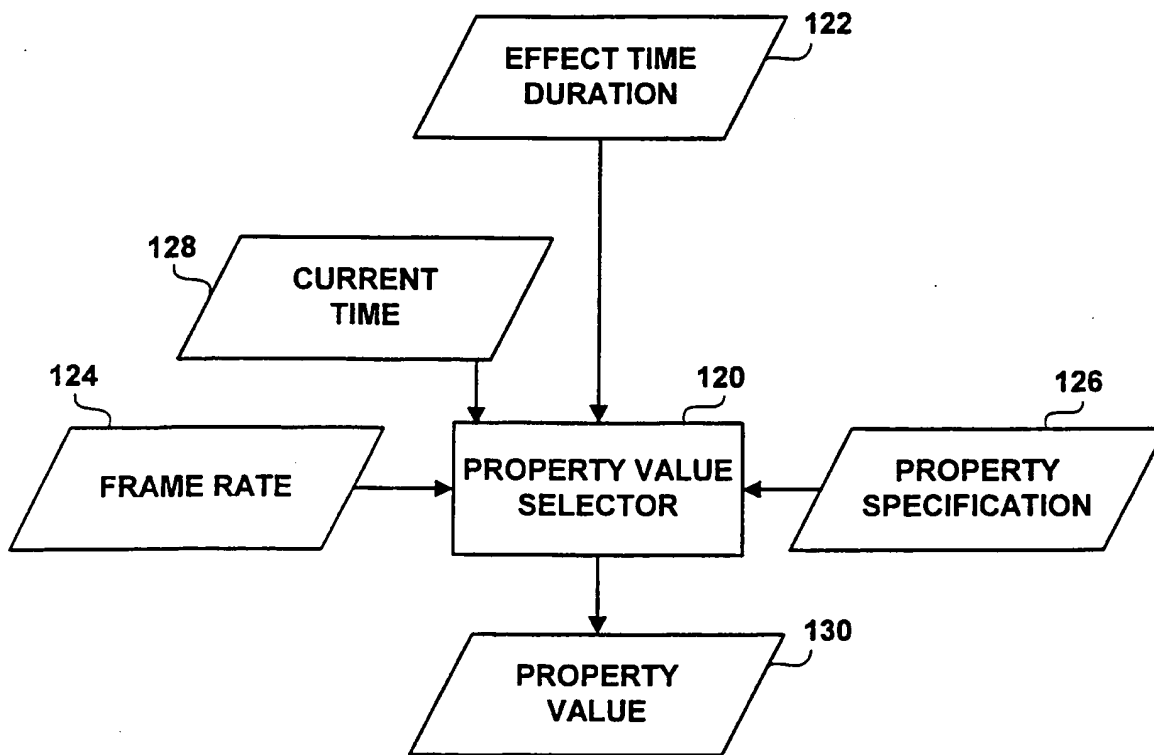 122
EFFECT TIME
DURATION
128
CURRENT
TIME
124
FRAME RATE
120
PROPERTY VALUE
SELECTOR
126
PROPERTY
SPECIFICATION
130
PROPERTY
VALUE